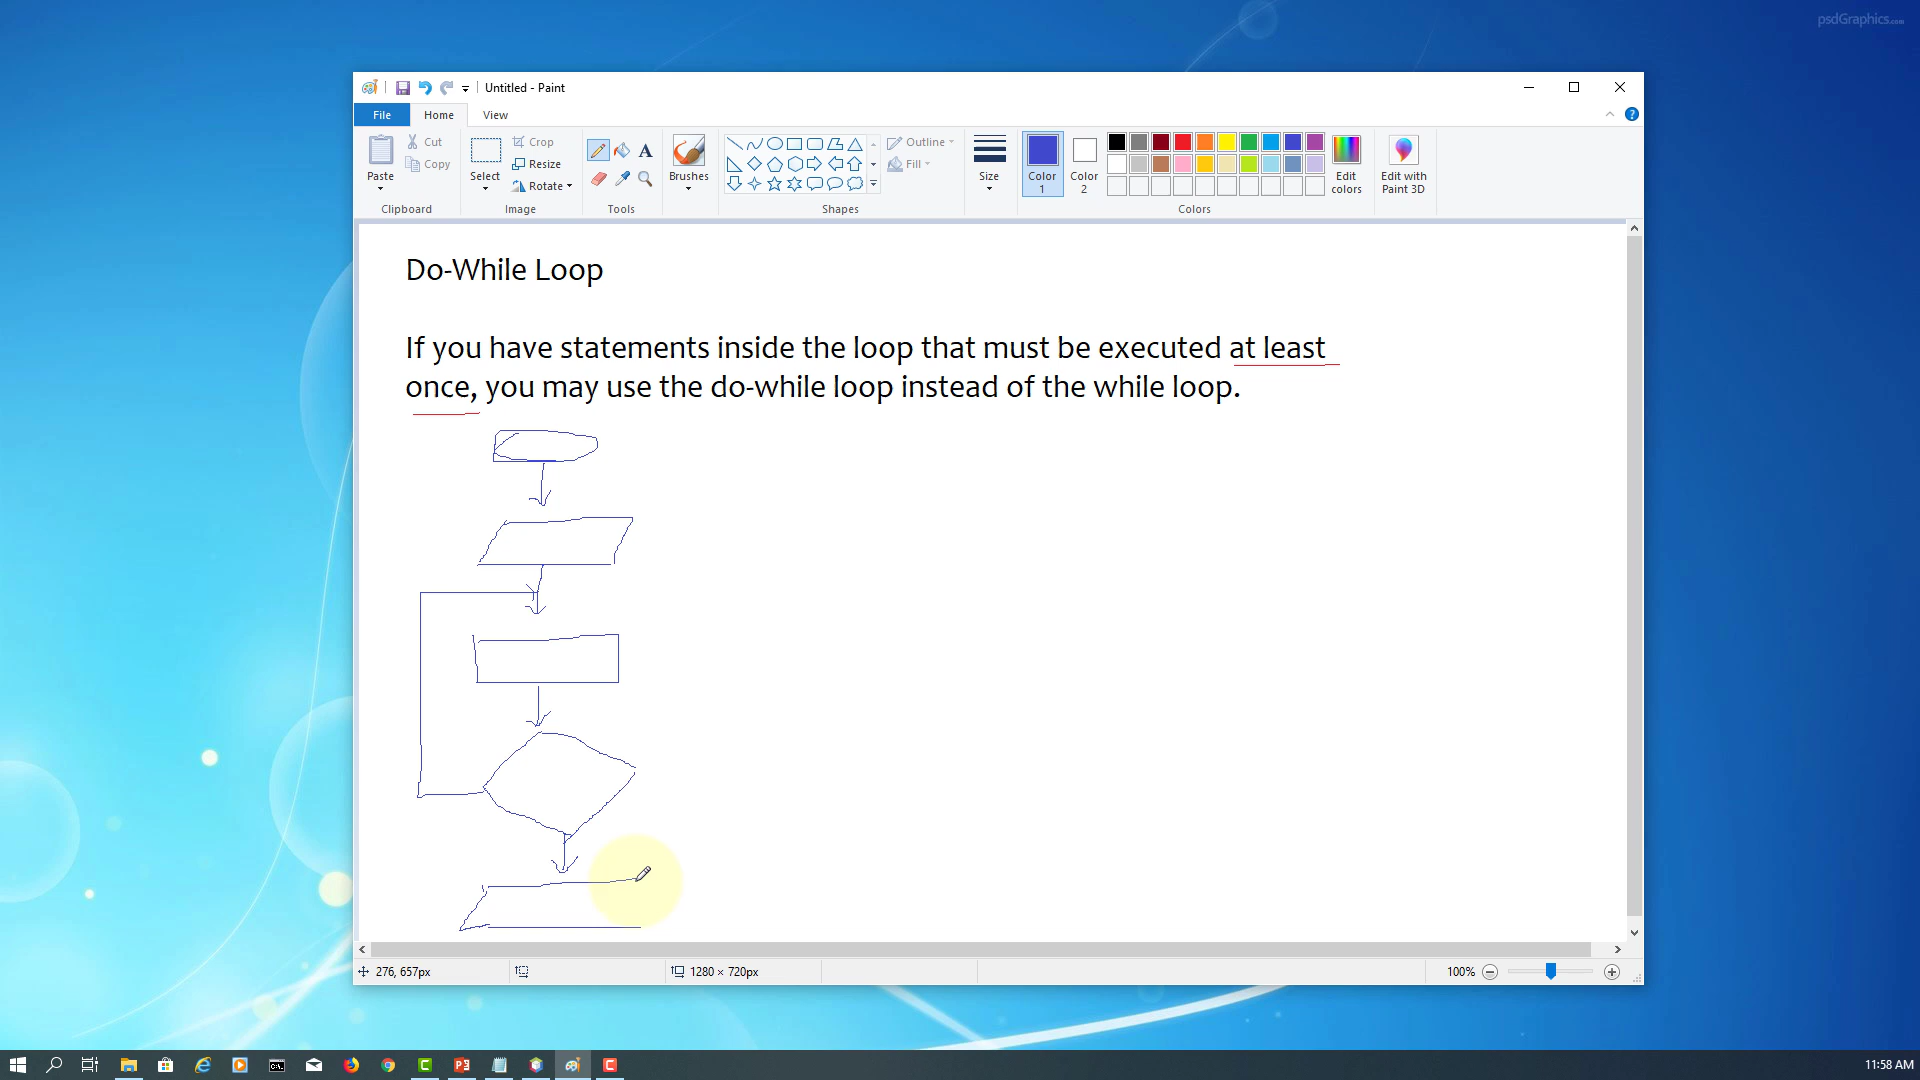 psdGraphics.com
Untitled - Paint
File
Home
View
Paste
Cut
Copy
Clipboard
Select
Crop
Resize
Rotate
Image
A
Tools
Brushes
Shapes
Outline
Fill
Size
Color
1
Color
2
Edit
colors
Colors
Edit with
Paint 3D
Do-While Loop
If you have statements inside the loop that must be executed at least
once, you may use the do-while loop instead of the while loop.
276, 657px
1280 × 720px
100%
11:58 AM